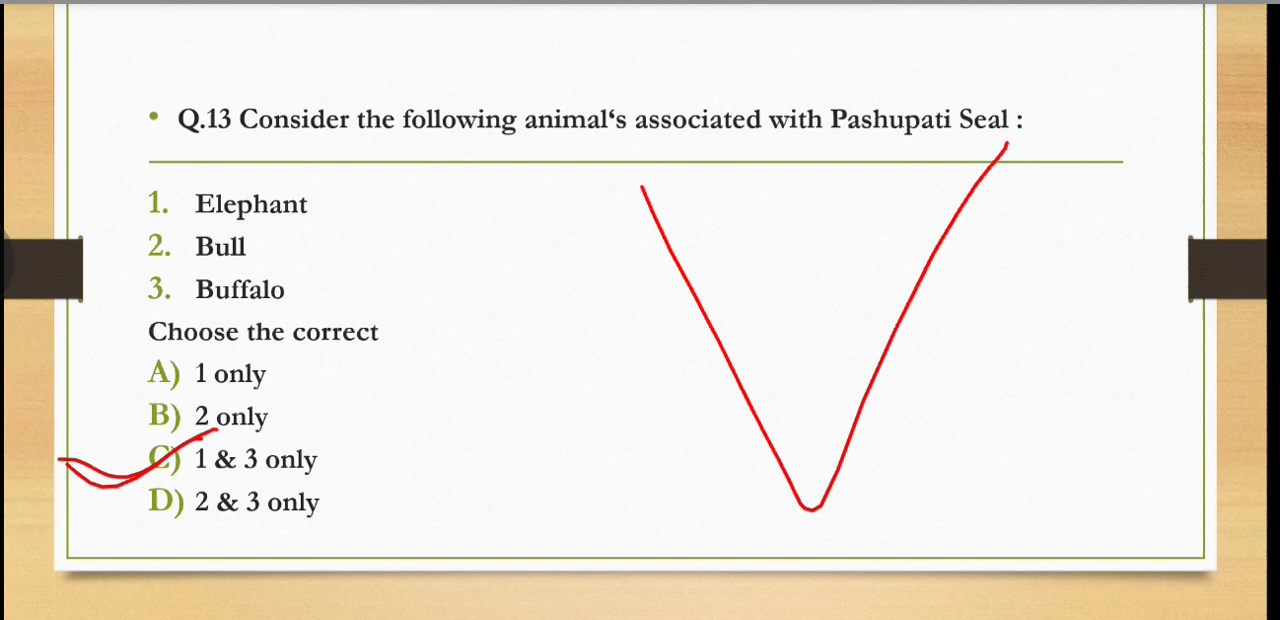 • Q.13 Consider the following animal‘s associated with Pashupati Seal :
1. Elephant
2. Bull
3. Buffalo
Choose the correct
A) 1 only
B) 2 only
C) 1 & 3 only
D) 2 & 3 only